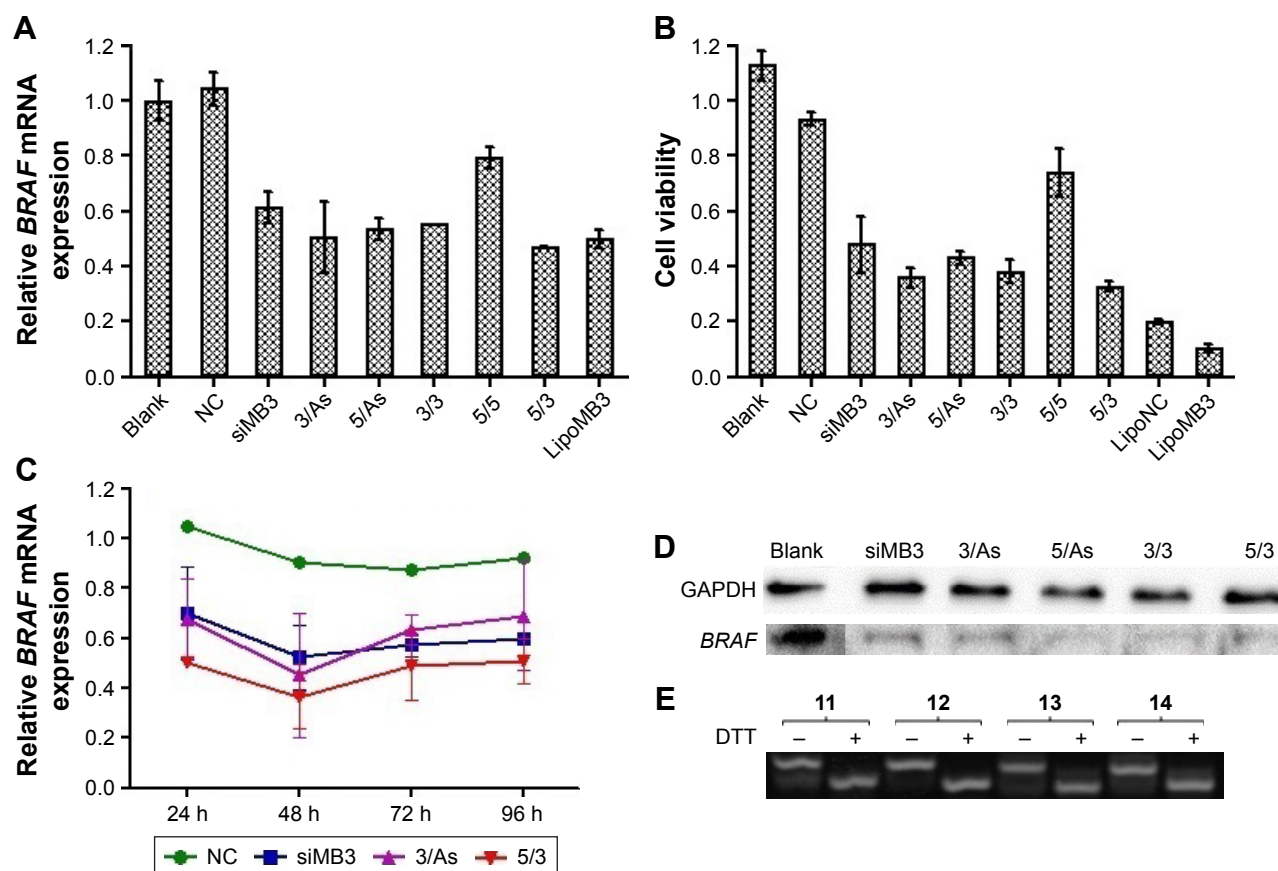 A
Relative BRAF mRNA
expression
1.2
1.0
0.8
0.6
0.4
0.2
0.0
Blank
NC
siMB3
3/As
5/As
3/3
5/5
5/3
LipoMB3
B
Cell viability
1.2
1.0
0.8
0.6
0.4
0.2
0.0
Blank
NC
siMB3
3/As
5/As
3/3
5/5
5/3
LipoNC
LipoMB3
C
Relative BRAF mRNA
expression
1.2
1.0
0.8
0.6
0.4
0.2
0.0
24 h 48 h 72 h 96 h
NC siMB3 3/As 5/3
D
Blank siMB3 3/As 5/As 3/3 5/3
GAPDH
BRAF
E
11 12 13 14
DTT – + – + – + – +